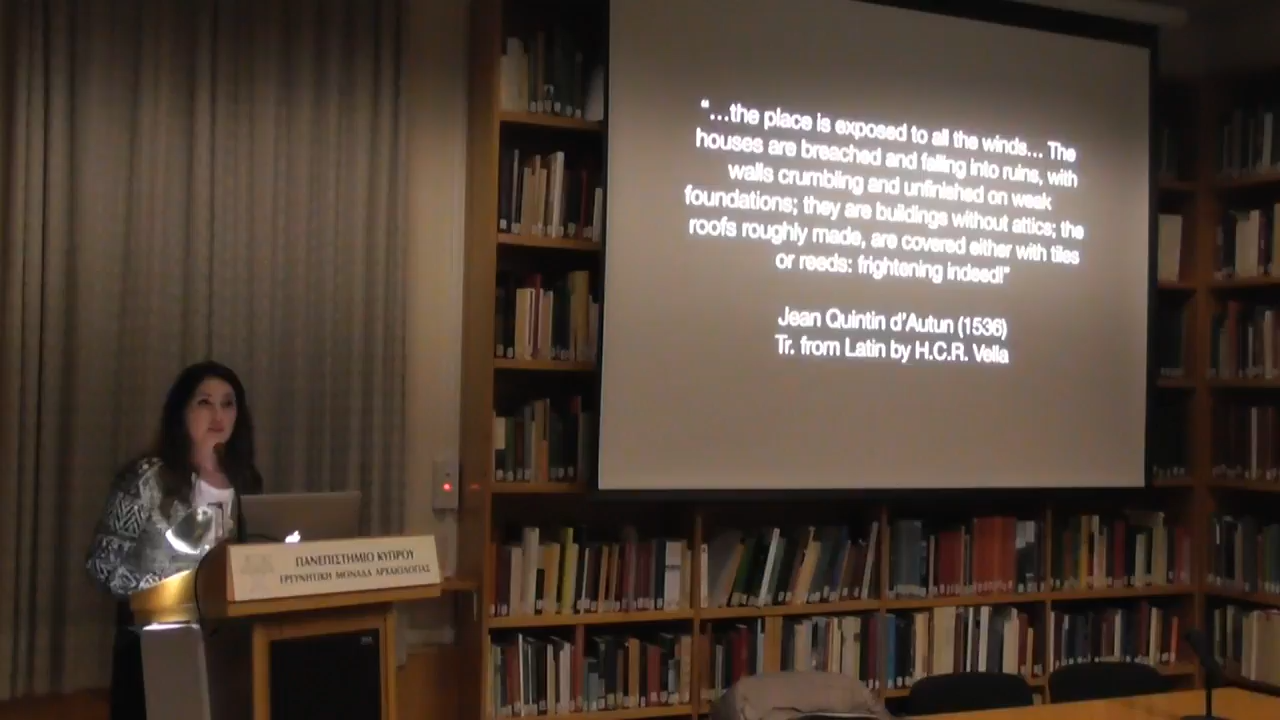 “...the place is exposed to all the winds... The
houses are breached and falling into ruins, with
walls crumbling and unfinished on weak
foundations; they are buildings without attics; the
roofs roughly made, are covered either with tiles
or reeds: frightening indeed!”
Jean Quintin d’Autun (1536)
Tr. from Latin by H.C.R. Vella
ΠΑΝΕΠΙΣΤΗΜΙΟ ΚΥΠΡΟΥ
ΕΡΕΥΝΗΤΙΚΗ ΜΟΝΑΔΑ ΑΡΧΑΙΟΛΟΓΙΑΣ